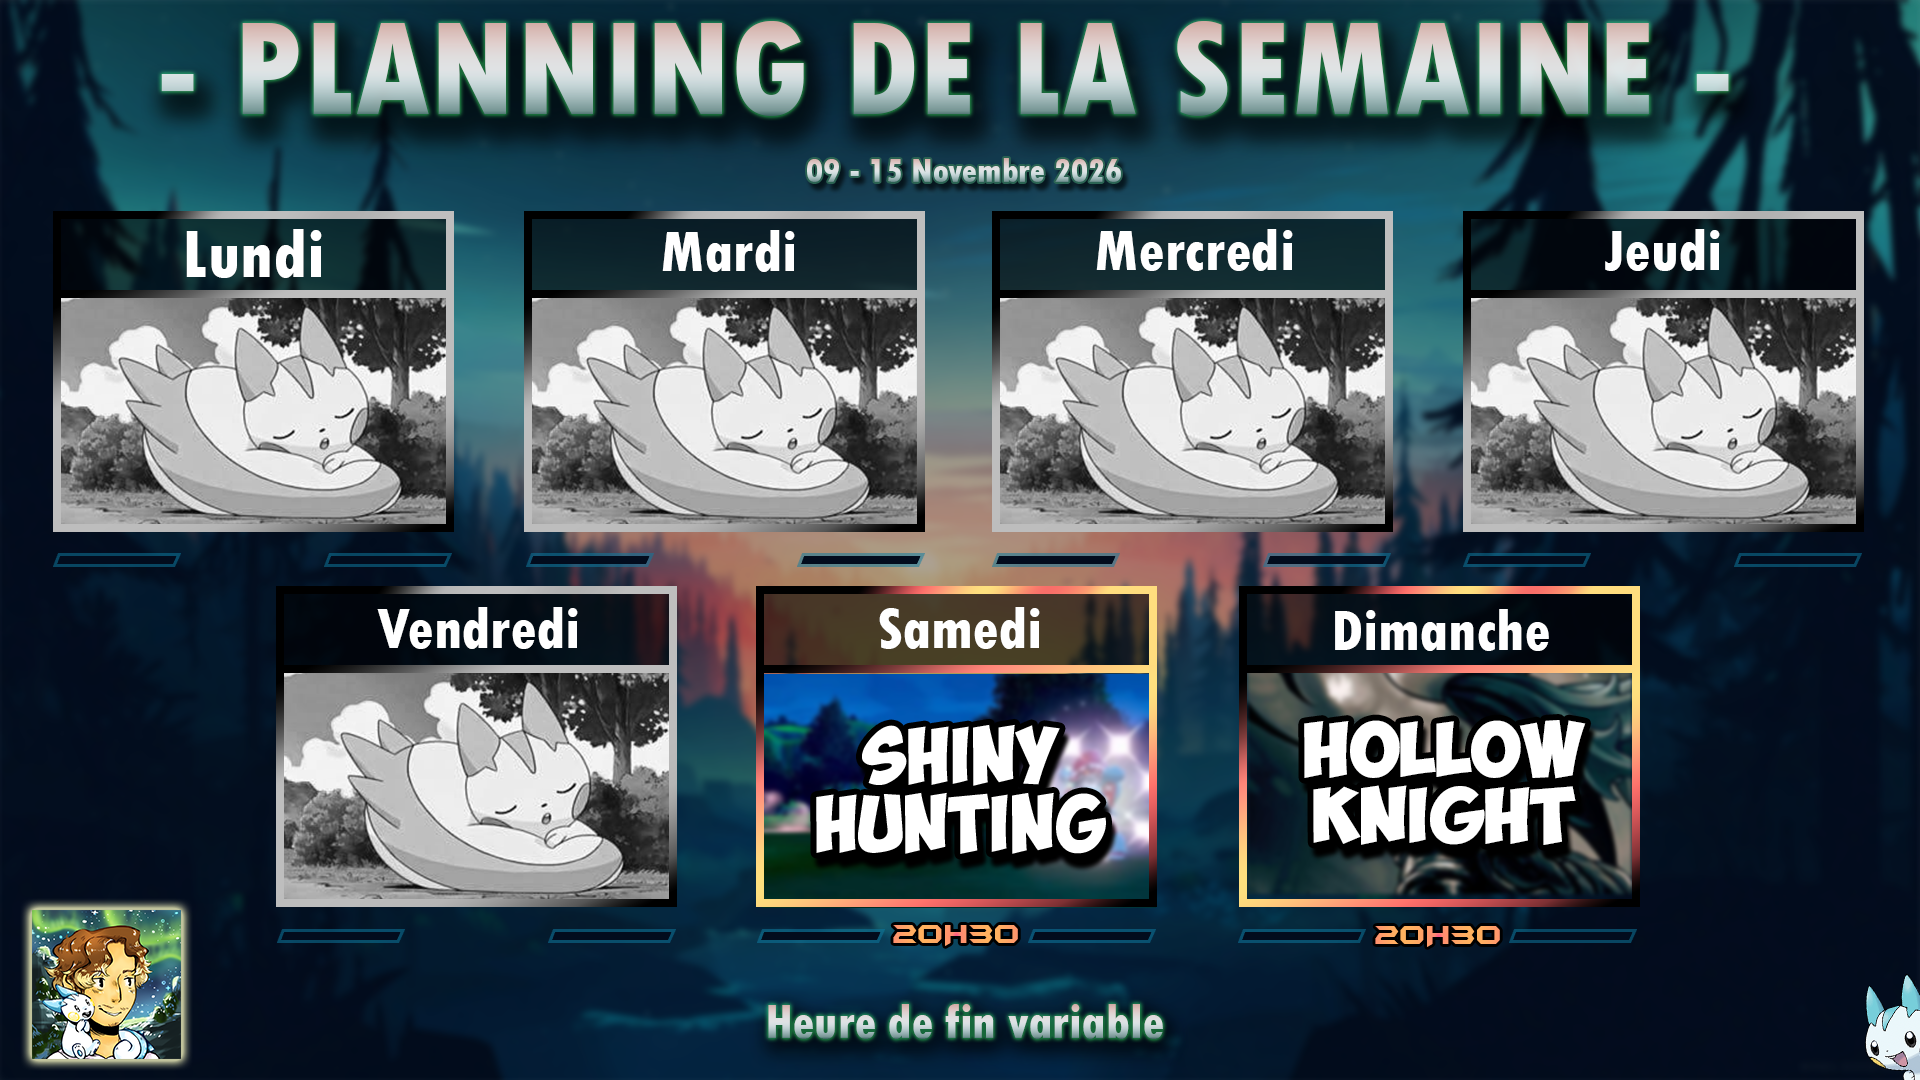 - PLANNING DE LA SEMAINE -
09 - 15 Novembre 2026
Lundi
Mardi
Mercredi
Jeudi
Vendredi
Samedi
SHINY
HUNTING
20H30
Dimanche
HOLLOW
KNIGHT
20H30
Heure de fin variable